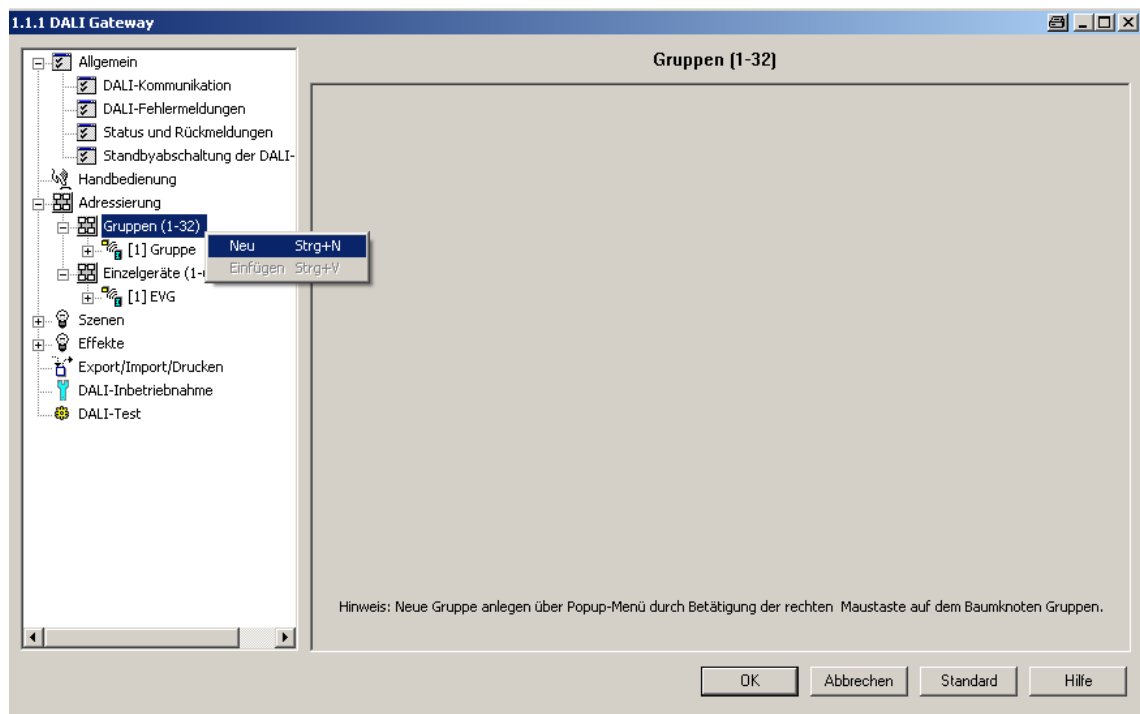 1.1.1 DALI Gateway
Allgemein
DALI-Kommunikation
DALI-Fehlermeldungen
Status und Rückmeldungen
Standbyabschaltung der DALI-
Handbedienung
Adressierung
Gruppen (1-32)
[1] Gruppe
Einzelgeräte (1-
[1] EVG
Szenen
Effekte
Export/Import/Drucken
DALI-Inbetriebnahme
DALI-Test
Neu Strg+N
Einfügen Strg+V
Gruppen (1-32)
Hinweis: Neue Gruppe anlegen über Popup-Menü durch Betätigung der rechten Maustaste auf dem Baumknoten Gruppen.
OK Abbrechen Standard Hilfe